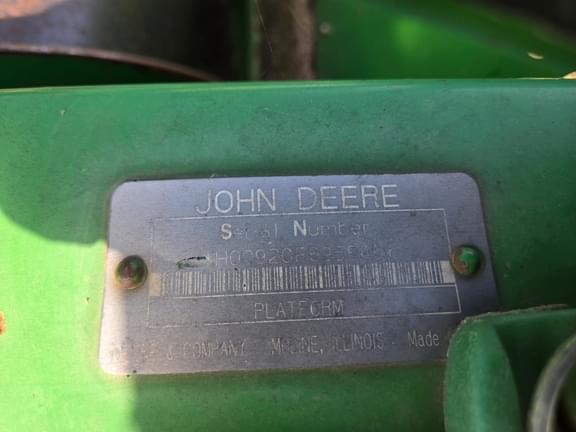 JOHN DEERE
Serial Number
PLATFORM
& COMPANY MOLINE, ILLINOIS Made